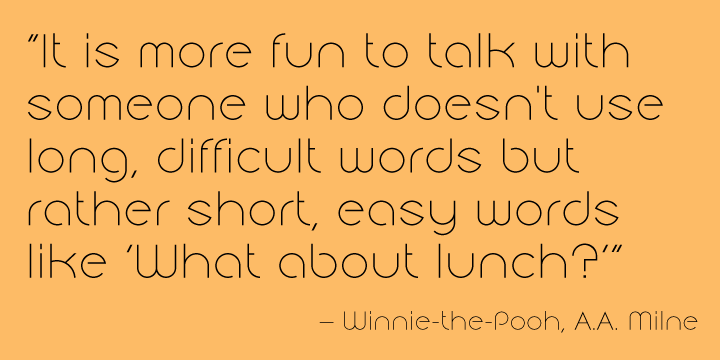 “It is more fun to talk with
someone who doesn't use
long, difficult words but
rather short, easy words
like ‘What about lunch?’”
– Winnie-the-Pooh, A.A. Milne